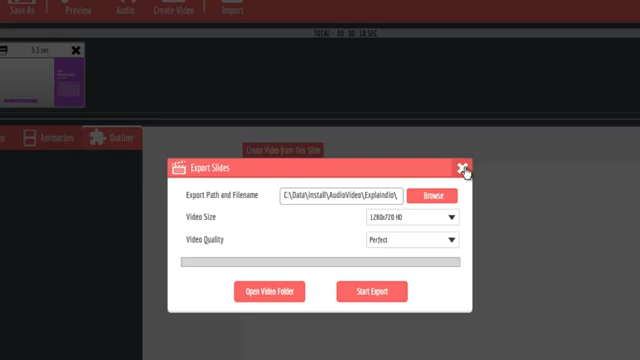 Save As Preview Audio Create Video Import
TOTAL - 00:00:18 SEC
5.3 SEC
Animation Outline
Create Video from this Slide
Export Slides
Export Path and Filename C:\Data\install\AudioVideo\Explaindio\ Browse
Video Size 1280x720 HD
Video Quality Perfect
Open Video Folder Start Export